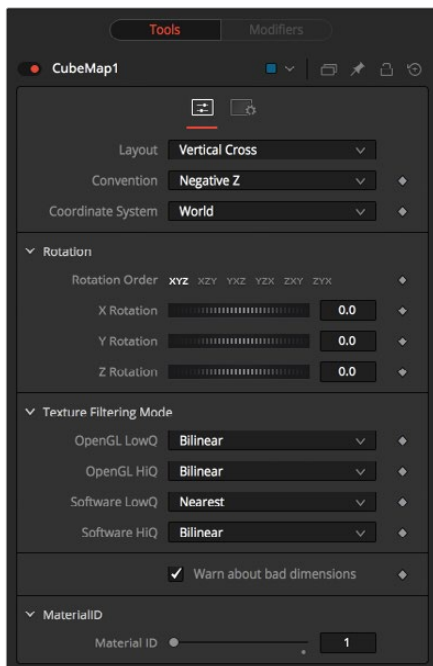 Tools Modifiers
CubeMap1
Layout Vertical Cross
Convention Negative Z
Coordinate System World
Rotation
Rotation Order XYZ XZY YXZ YZX ZXY ZYX
X Rotation 0.0
Y Rotation 0.0
Z Rotation 0.0
Texture Filtering Mode
OpenGL LowQ Bilinear
OpenGL HiQ Bilinear
Software LowQ Nearest
Software HiQ Bilinear
Warn about bad dimensions
MaterialID
Material ID 1